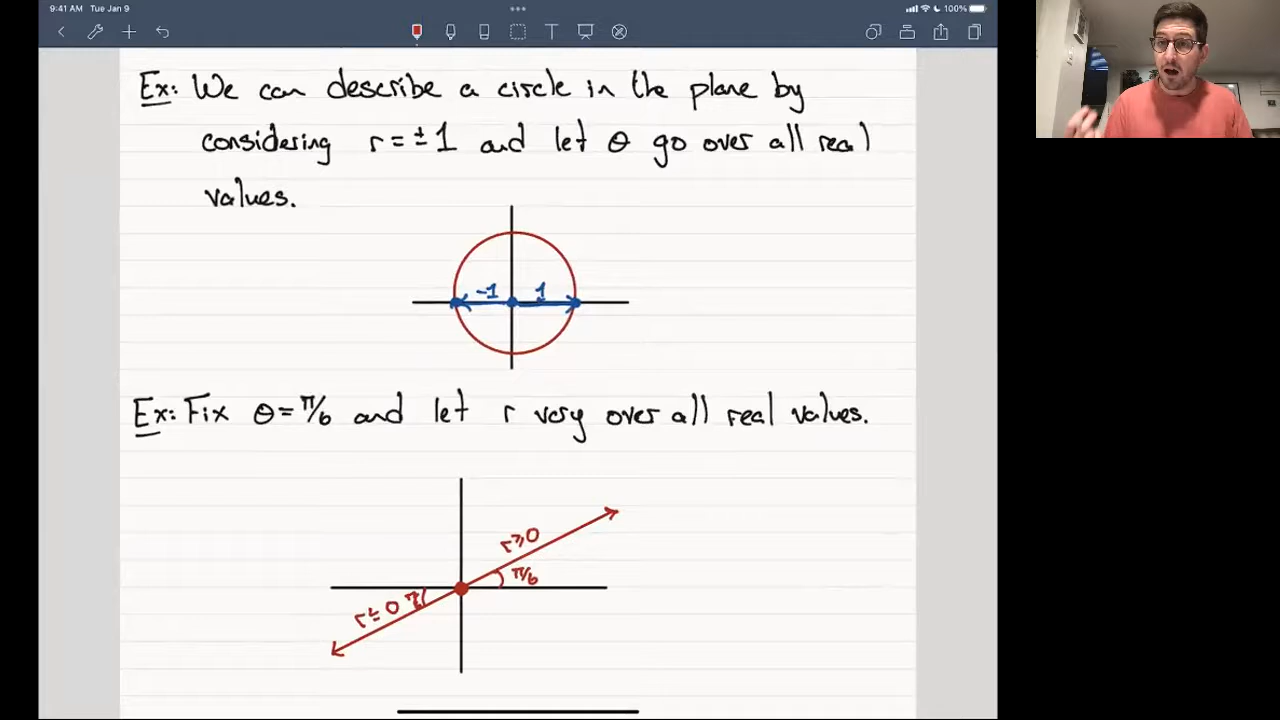 9:41 AM Tue Jan 9
100%
Ex: We can describe a circle in the plane by
considering r = ± 1 and let θ go over all real
values.
-1 1
Ex: Fix θ = π/6 and let r vary over all real values.
r≥0
π/6
r≤0